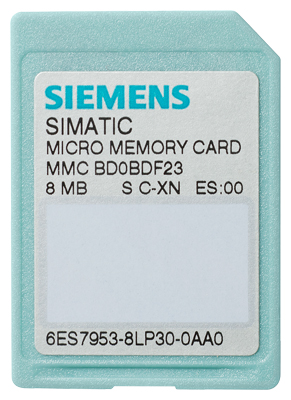 SIEMENS
SIMATIC
MICRO MEMORY CARD
MMC BD0BDF23
8 MB S C-XN ES:00
6ES7953-8LP30-0AA0